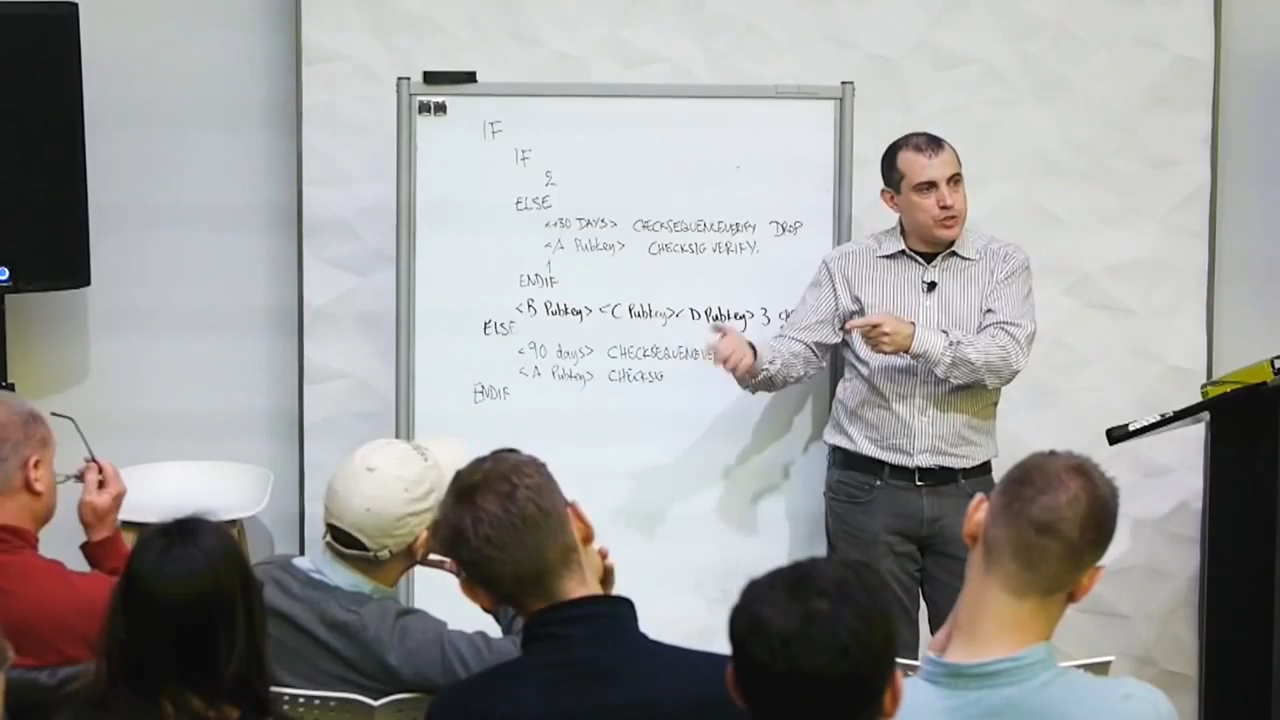 IF
IF
2
ELSE
<+30 DAYS> CHECKSEQUENCEVERIFY DROP
<A Pubkey> CHECKSIG VERIFY.
1
ENDIF
<B Pubkey> <C Pubkey> <D Pubkey> 3
ELSE
<90 days>
<A Pubkey> CHECKSIG
ENDIF